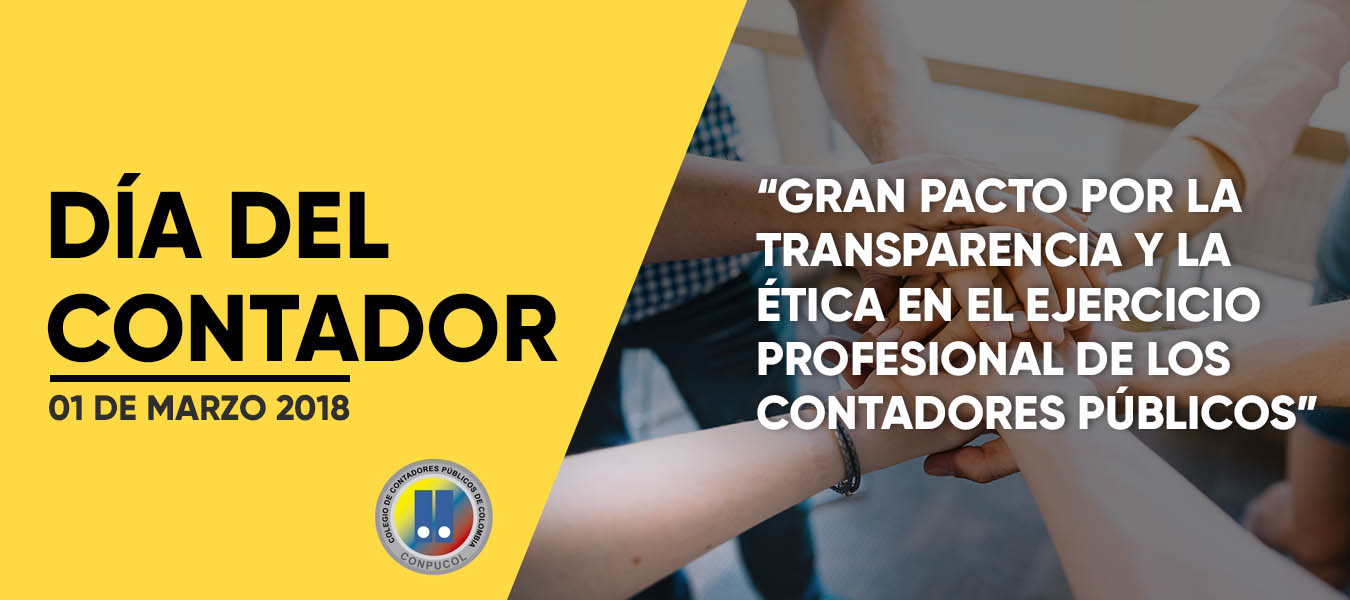 DÍA DEL
CONTADOR
01 DE MARZO 2018
COLEGIO DE CONTADORES PÚBLICOS DE COLOMBIA
CONPUCOL
“GRAN PACTO POR LA
TRANSPARENCIA Y LA
ÉTICA EN EL EJERCICIO
PROFESIONAL DE LOS
CONTADORES PÚBLICOS”